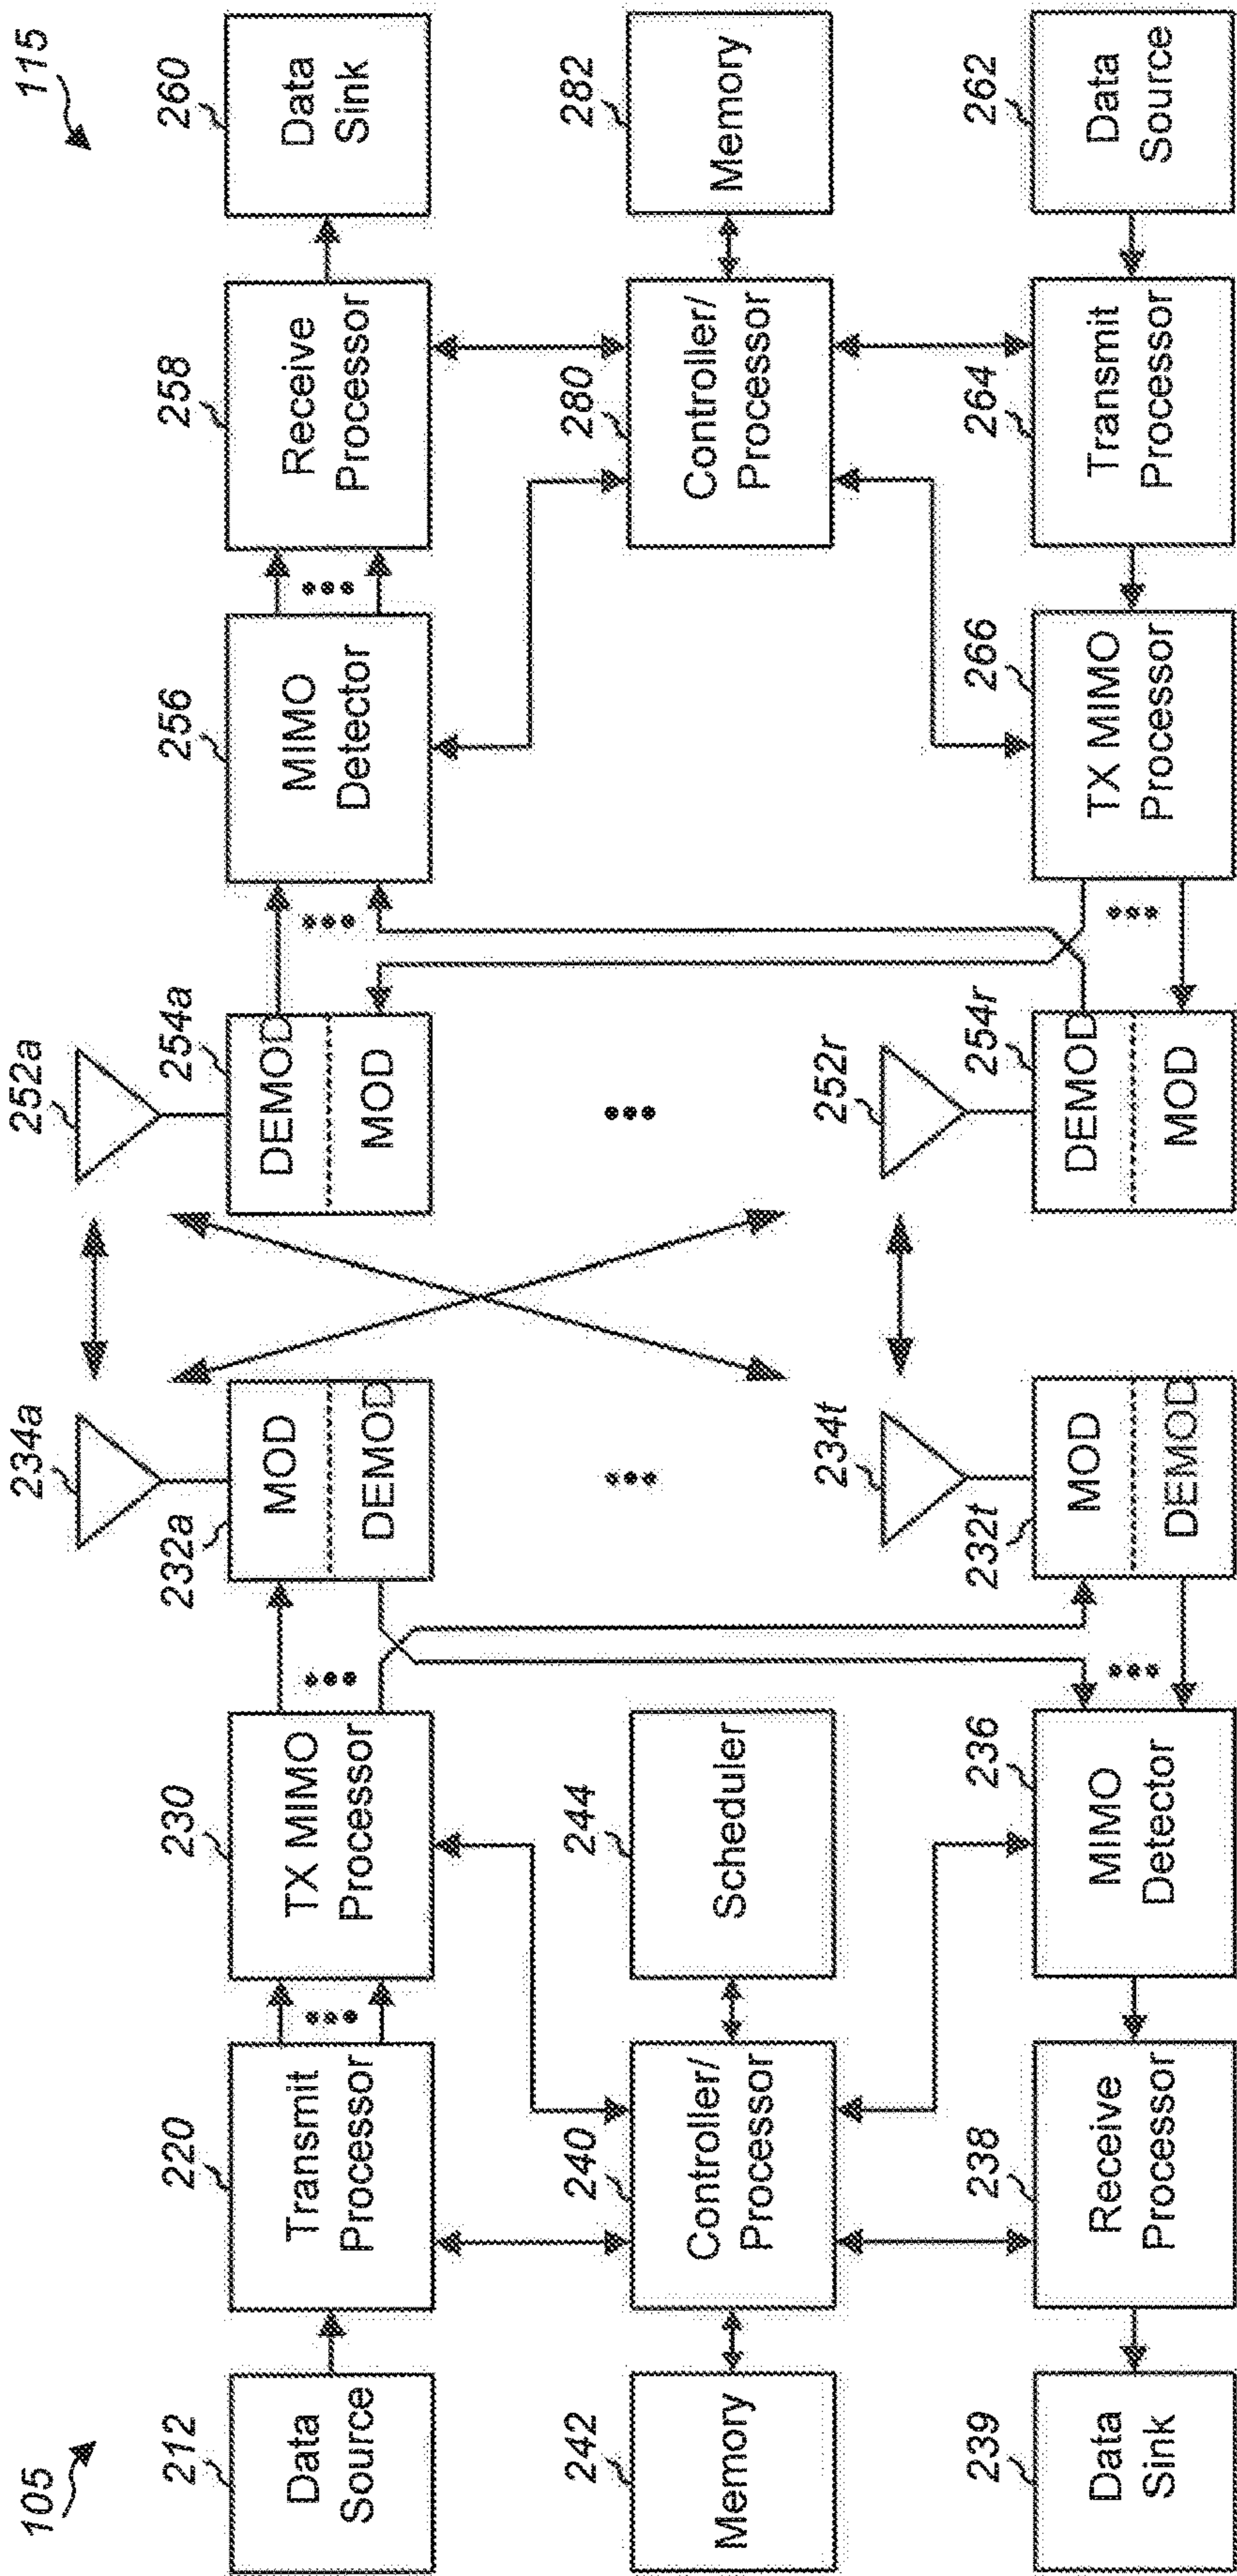 105
212
Data
Source
220
Transmit
Processor
230
TX MIMO
Processor
232a
MOD
DEMOD
234a
252a
254a
DEMOD
MOD
256
MIMO
Detector
258
Receive
Processor
260
Data
Sink
115
242
Memory
240
Controller/
Processor
244
Scheduler
280
Controller/
Processor
282
Memory
239
Data
Sink
238
Receive
Processor
236
MIMO
Detector
232t
MOD
DEMOD
234t
252r
254r
DEMOD
MOD
266
TX MIMO
Processor
264
Transmit
Processor
262
Data
Source